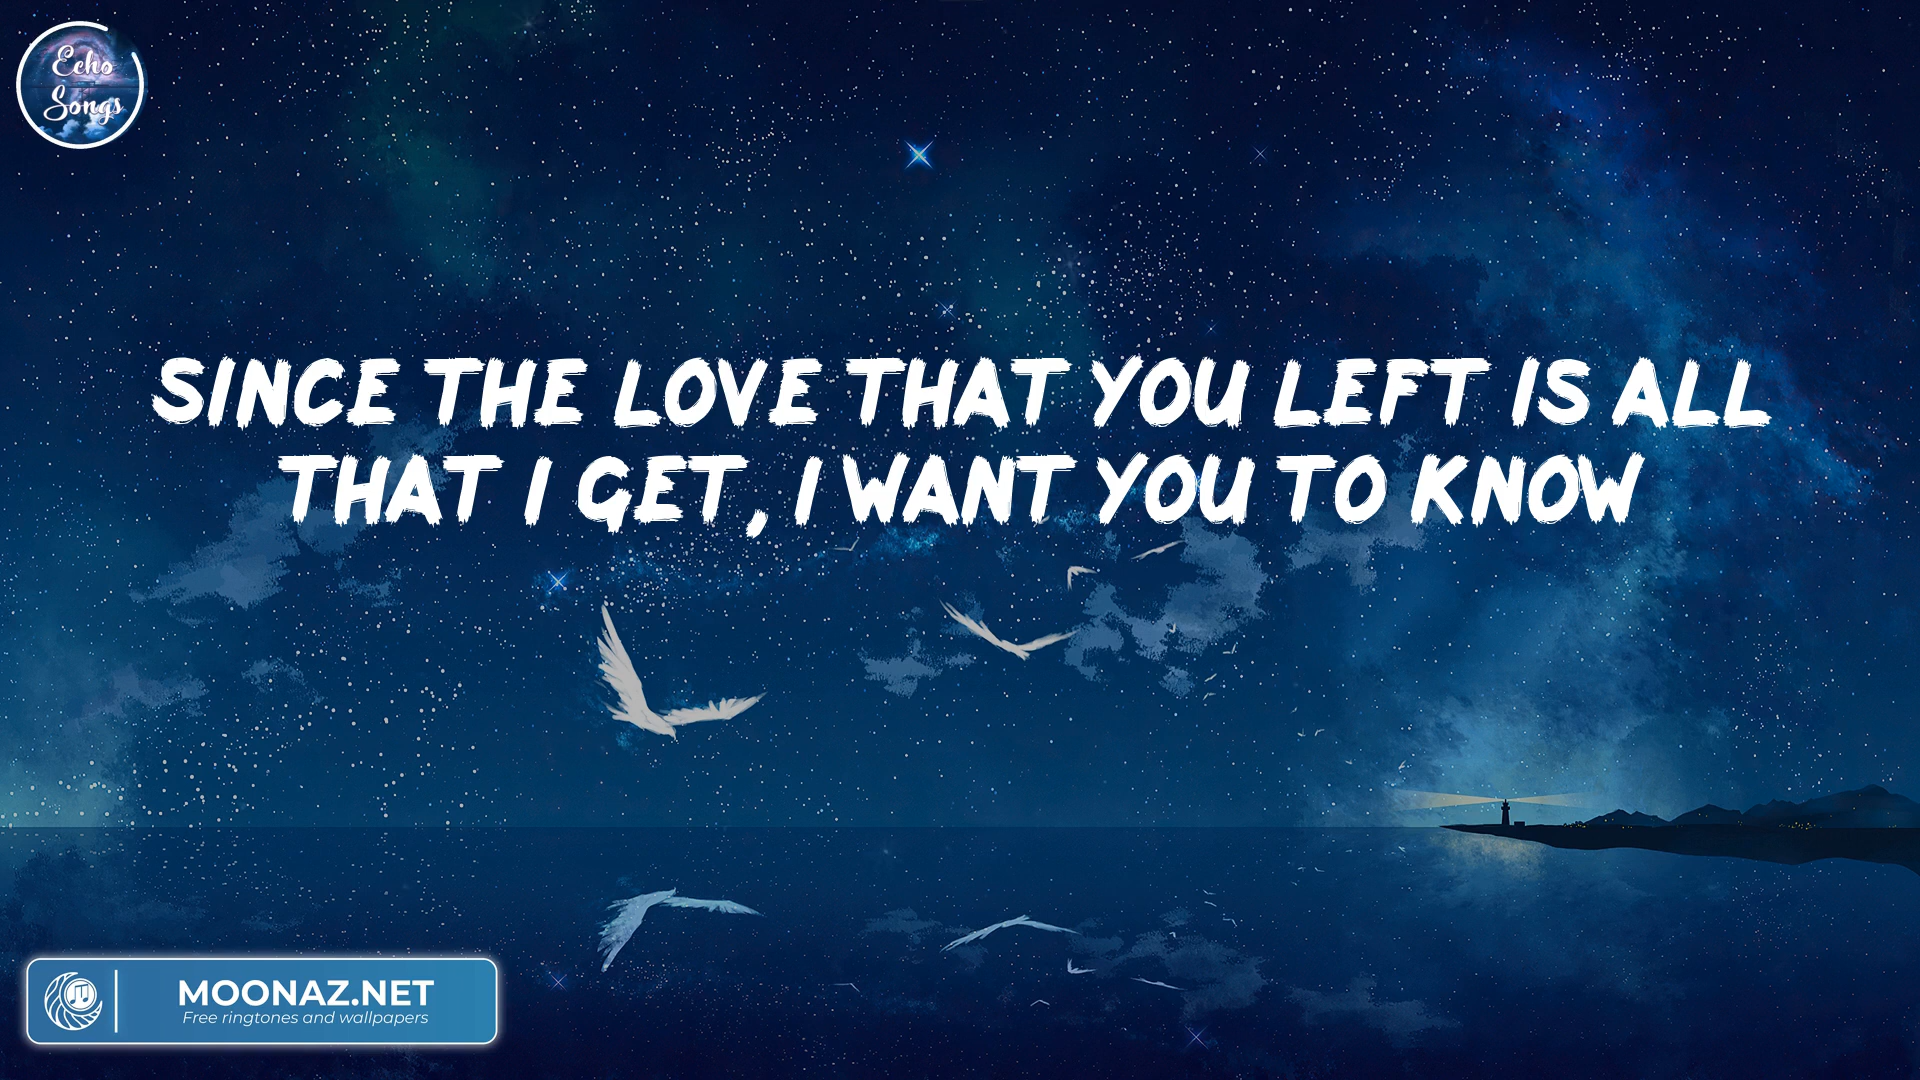 Echo
Songs
SINCE THE LOVE THAT YOU LEFT IS ALL
THAT I GET, I WANT YOU TO KNOW
MOONAZ.NET
Free ringtones and wallpapers